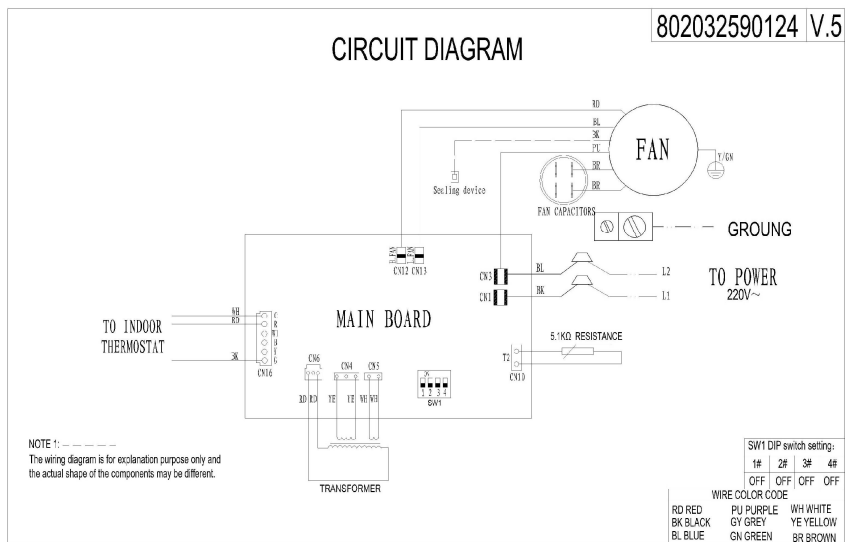 802032590124 V.5
CIRCUIT DIAGRAM
RD
BL
BK
PU
BR
BR
FAN
Y/GN
Sealing device
FAN CAPACITORS
GROUNG
CN12 CN13
CN3
BL
L2
TO POWER
220V~
CN1
BK
L1
MAIN BOARD
TO INDOOR
THERMOSTAT
WH
RD
BK
C
R
W1
B
Y
G
CN16
5.1KΩ RESISTANCE
T2
CN10
CN6
CN4
CN5
ON
1 2 3 4
SW1
RD RD YE YE WH WH
TRANSFORMER
NOTE 1:
The wiring diagram is for explanation purpose only and
the actual shape of the components may be different.
SW1 DIP switch setting:
1# 2# 3# 4#
OFF OFF OFF OFF
WIRE COLOR CODE
RD RED PU PURPLE WH WHITE
BK BLACK GY GREY YE YELLOW
BL BLUE GN GREEN BR BROWN